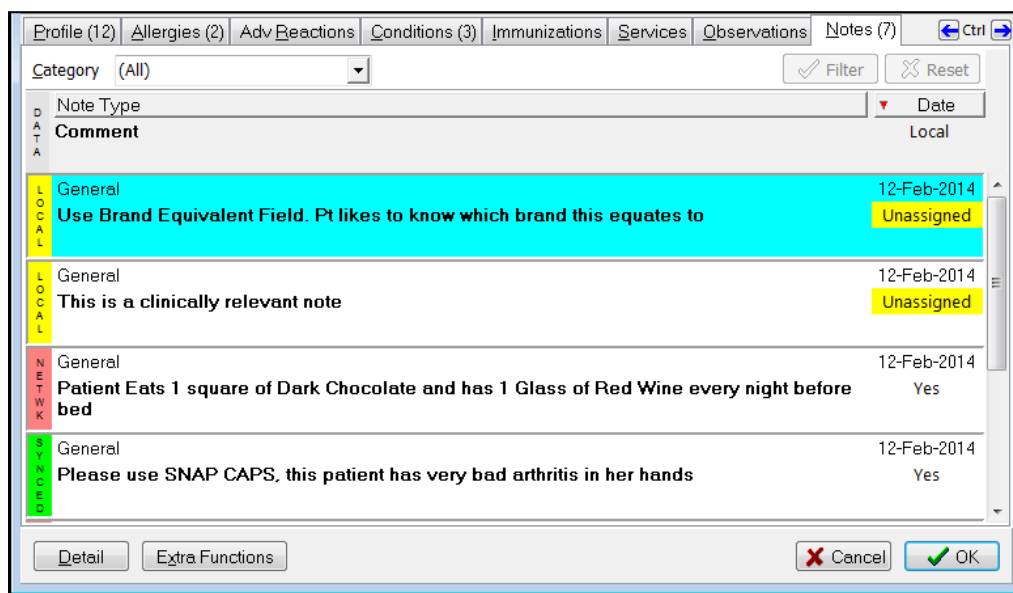 Profile (12) Allergies (2) Adv Reactions Conditions (3) Immunizations Services Observations Notes (7) Ctrl
Category (All) Filter Reset
DATA
Note Type Date
Comment Local
LOCAL
General 12-Feb-2014
Use Brand Equivalent Field. Pt likes to know which brand this equates to Unassigned
LOCAL
General 12-Feb-2014
This is a clinically relevant note Unassigned
NETWK
General 12-Feb-2014
Patient Eats 1 square of Dark Chocolate and has 1 Glass of Red Wine every night before Yes
bed
SYNCED
General 12-Feb-2014
Please use SNAP CAPS, this patient has very bad arthritis in her hands Yes
Detail Extra Functions Cancel OK